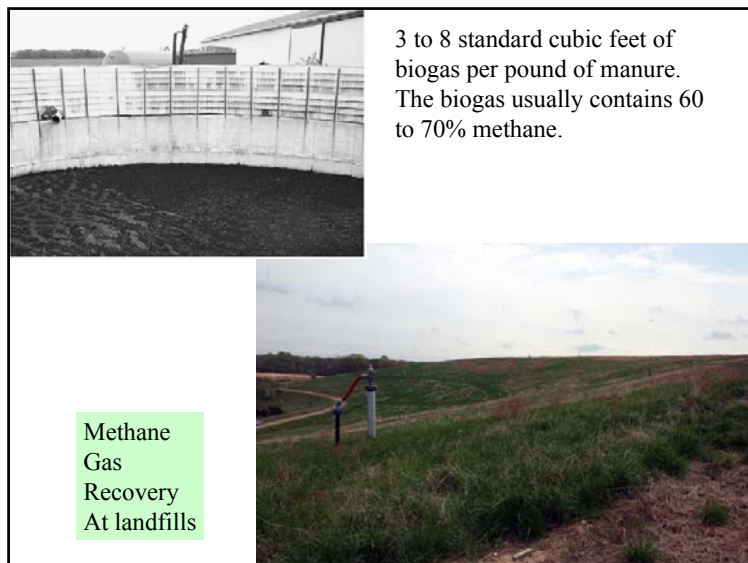 3 to 8 standard cubic feet of
biogas per pound of manure.
The biogas usually contains 60
to 70% methane.
Methane
Gas
Recovery
At landfills